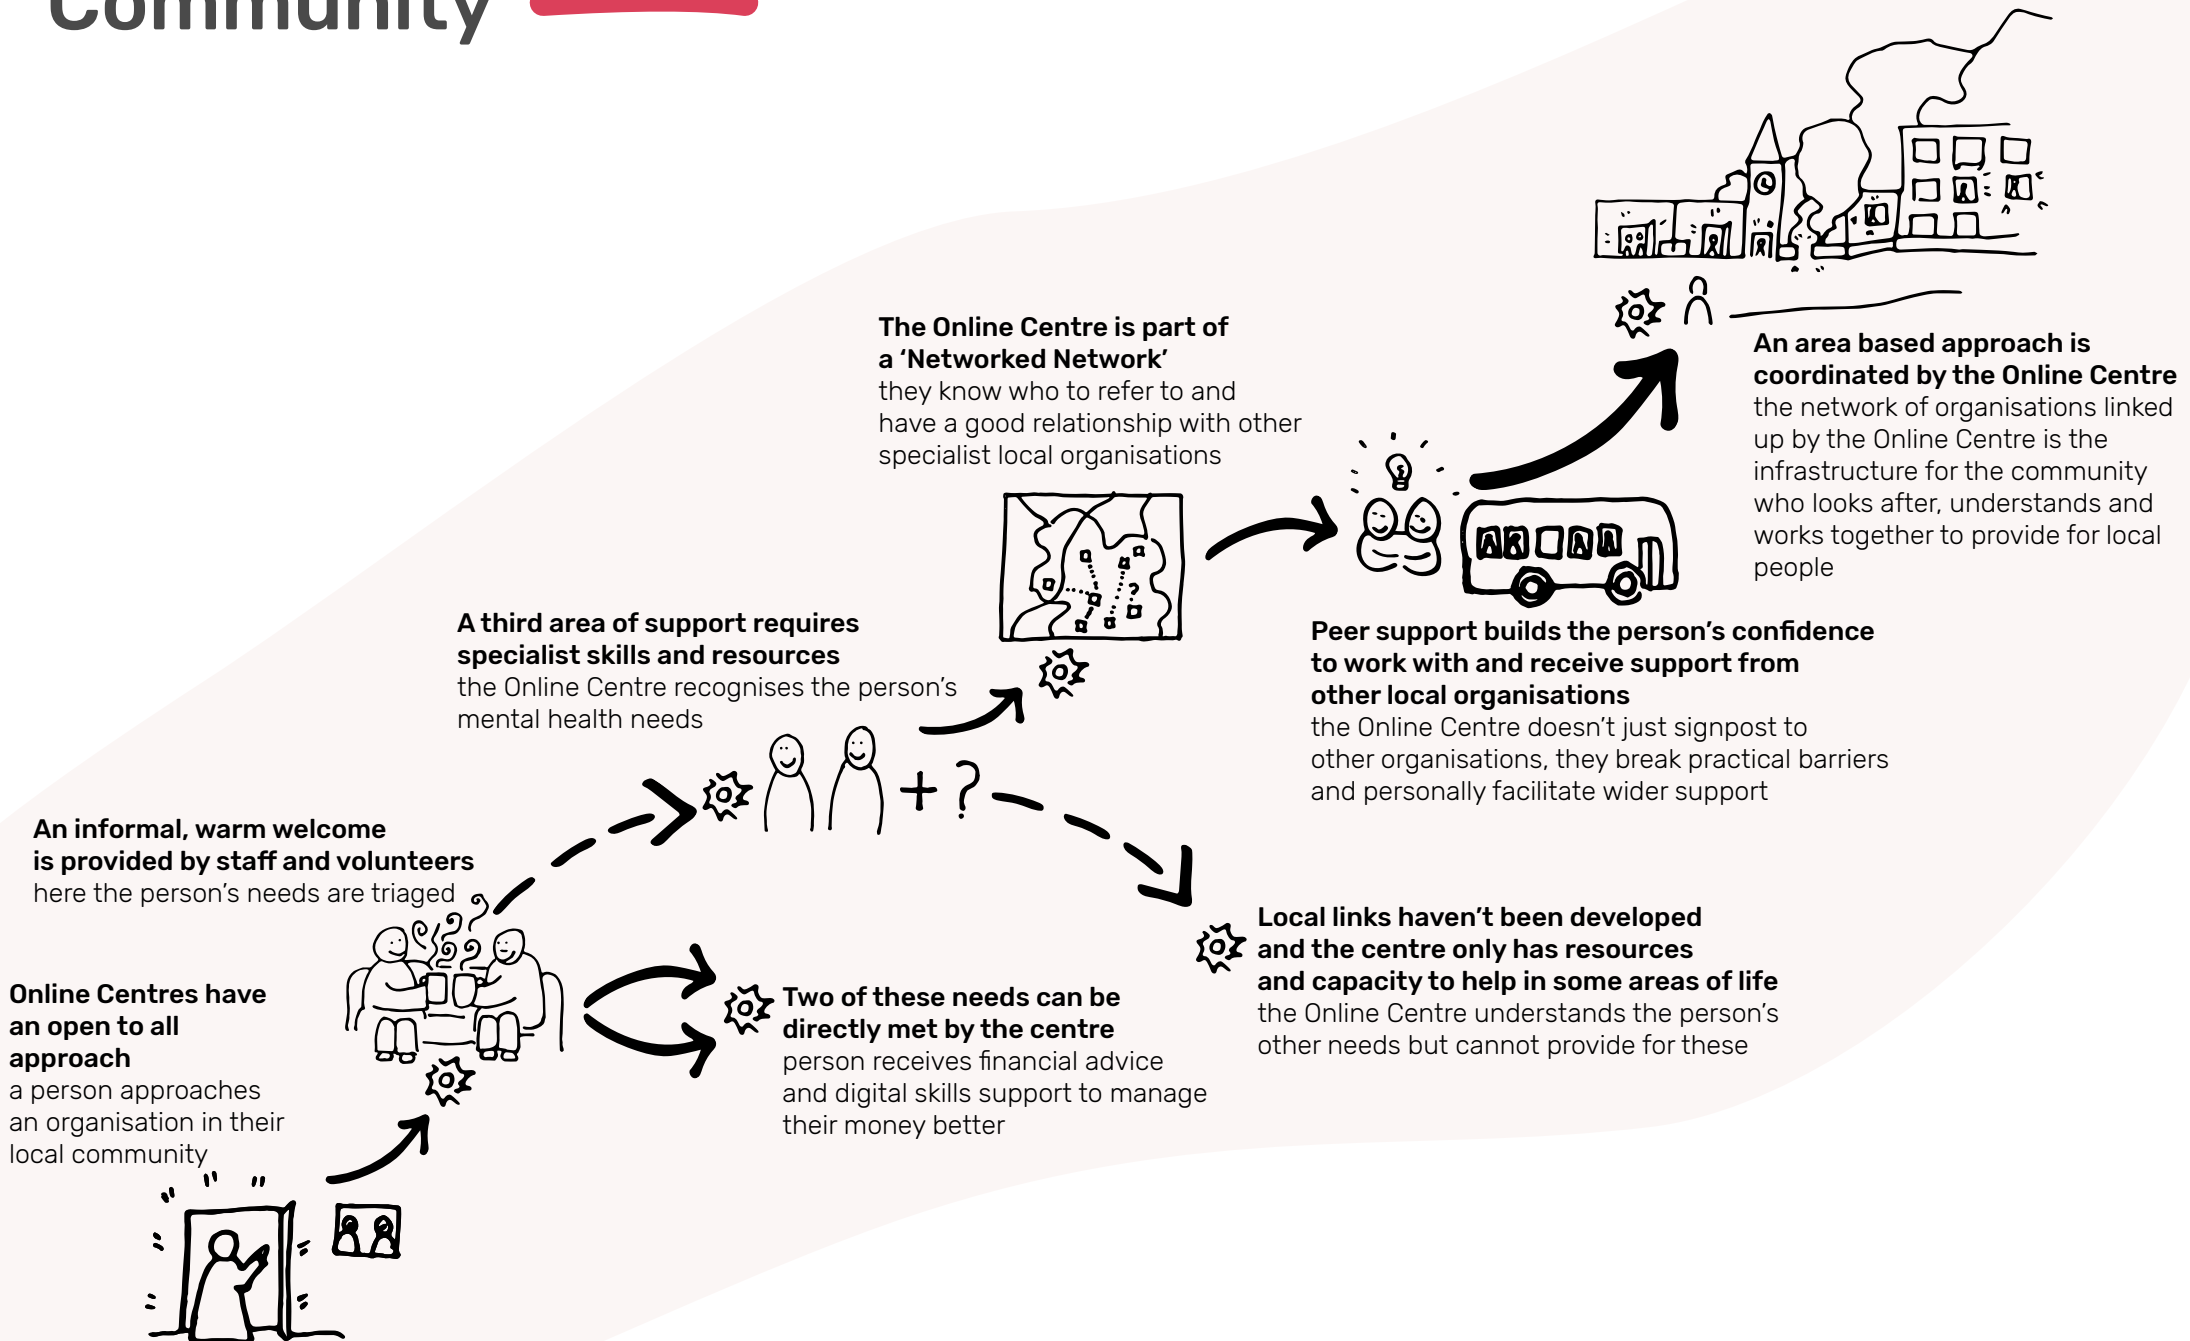 Community
The Online Centre is part of
a ‘Networked Network’
they know who to refer to and
have a good relationship with other
specialist local organisations
An area based approach is
coordinated by the Online Centre
the network of organisations linked
up by the Online Centre is the
infrastructure for the community
who looks after, understands and
works together to provide for local
people
A third area of support requires
specialist skills and resources
the Online Centre recognises the person’s
mental health needs
Peer support builds the person’s confidence
to work with and receive support from
other local organisations
the Online Centre doesn’t just signpost to
other organisations, they break practical barriers
and personally facilitate wider support
+ ?
?
An informal, warm welcome
is provided by staff and volunteers
here the person’s needs are triaged
Local links haven’t been developed
and the centre only has resources
and capacity to help in some areas of life
the Online Centre understands the person’s
other needs but cannot provide for these
Online Centres have
an open to all
approach
a person approaches
an organisation in their
local community
Two of these needs can be
directly met by the centre
person receives financial advice
and digital skills support to manage
their money better